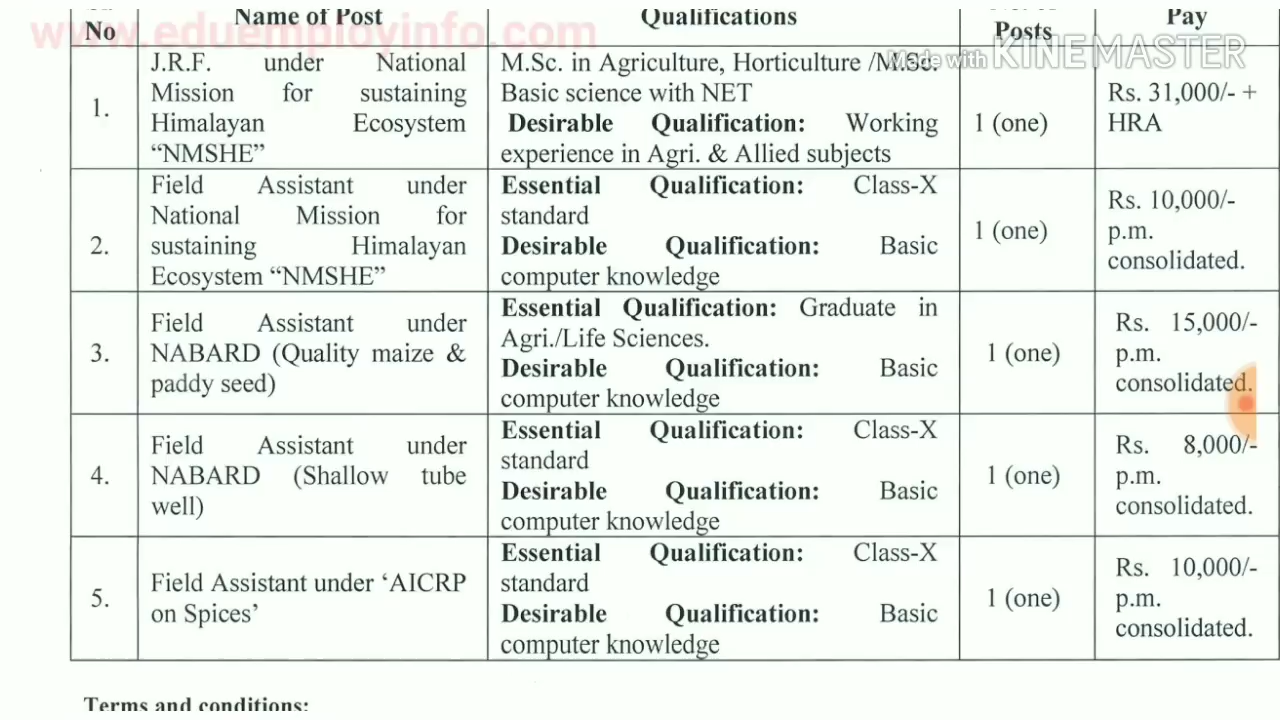 www.eduemployinfo.com
Made with KINEMASTER
No Name of Post Qualifications Posts Pay
1.
J.R.F. under National
Mission for sustaining
Himalayan Ecosystem
“NMSHE”
M.Sc. in Agriculture, Horticulture /M.Sc.
Basic science with NET
Desirable Qualification: Working
experience in Agri. & Allied subjects
1 (one)
Rs. 31,000/- +
HRA
2.
Field Assistant under
National Mission for
sustaining Himalayan
Ecosystem “NMSHE”
Essential Qualification: Class-X
standard
Desirable Qualification: Basic
computer knowledge
1 (one)
Rs. 10,000/-
p.m.
consolidated.
3.
Field Assistant under
NABARD (Quality maize &
paddy seed)
Essential Qualification: Graduate in
Agri./Life Sciences.
Desirable Qualification: Basic
computer knowledge
1 (one)
Rs. 15,000/-
p.m.
consolidated.
4.
Field Assistant under
NABARD (Shallow tube
well)
Essential Qualification: Class-X
standard
Desirable Qualification: Basic
computer knowledge
1 (one)
Rs. 8,000/-
p.m.
consolidated.
5.
Field Assistant under ‘AICRP
on Spices’
Essential Qualification: Class-X
standard
Desirable Qualification: Basic
computer knowledge
1 (one)
Rs. 10,000/-
p.m.
consolidated.
Terms and conditions: